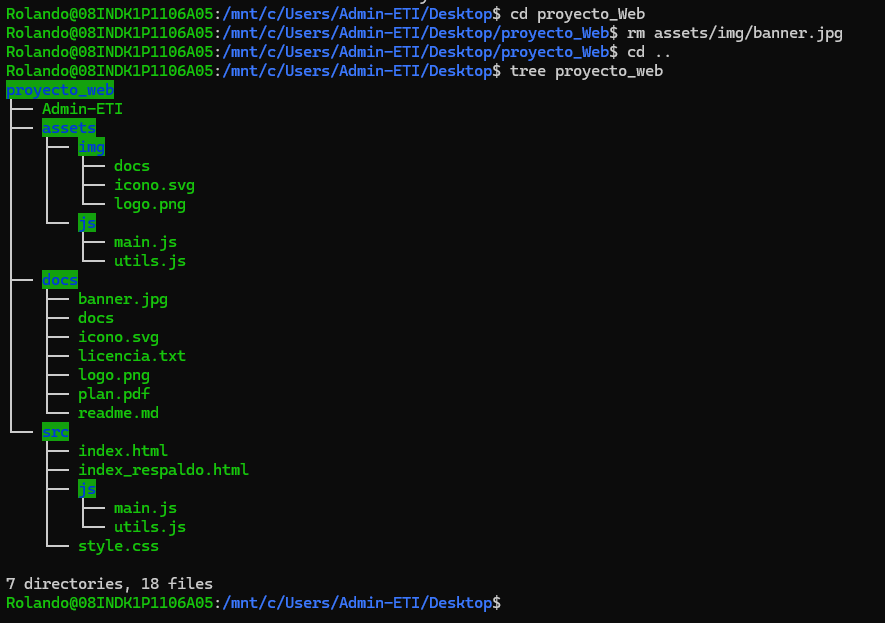 Rolando@08INDK1P1106A05:/mnt/c/Users/Admin-ETI/Desktop$ cd proyecto_Web
Rolando@08INDK1P1106A05:/mnt/c/Users/Admin-ETI/Desktop/proyecto_Web$ rm assets/img/banner.jpg
Rolando@08INDK1P1106A05:/mnt/c/Users/Admin-ETI/Desktop/proyecto_Web$ cd ..
Rolando@08INDK1P1106A05:/mnt/c/Users/Admin-ETI/Desktop$ tree proyecto_web
proyecto_web
├── Admin-ETI
├── assets
│   ├── img
│   │   ├── docs
│   │   ├── icono.svg
│   │   └── logo.png
│   └── js
│       ├── main.js
│       └── utils.js
├── docs
│   ├── banner.jpg
│   ├── docs
│   ├── icono.svg
│   ├── licencia.txt
│   ├── logo.png
│   ├── plan.pdf
│   └── readme.md
└── src
    ├── index.html
    ├── index_respaldo.html
    ├── js
    │   ├── main.js
    │   └── utils.js
    └── style.css
7 directories, 18 files
Rolando@08INDK1P1106A05:/mnt/c/Users/Admin-ETI/Desktop$